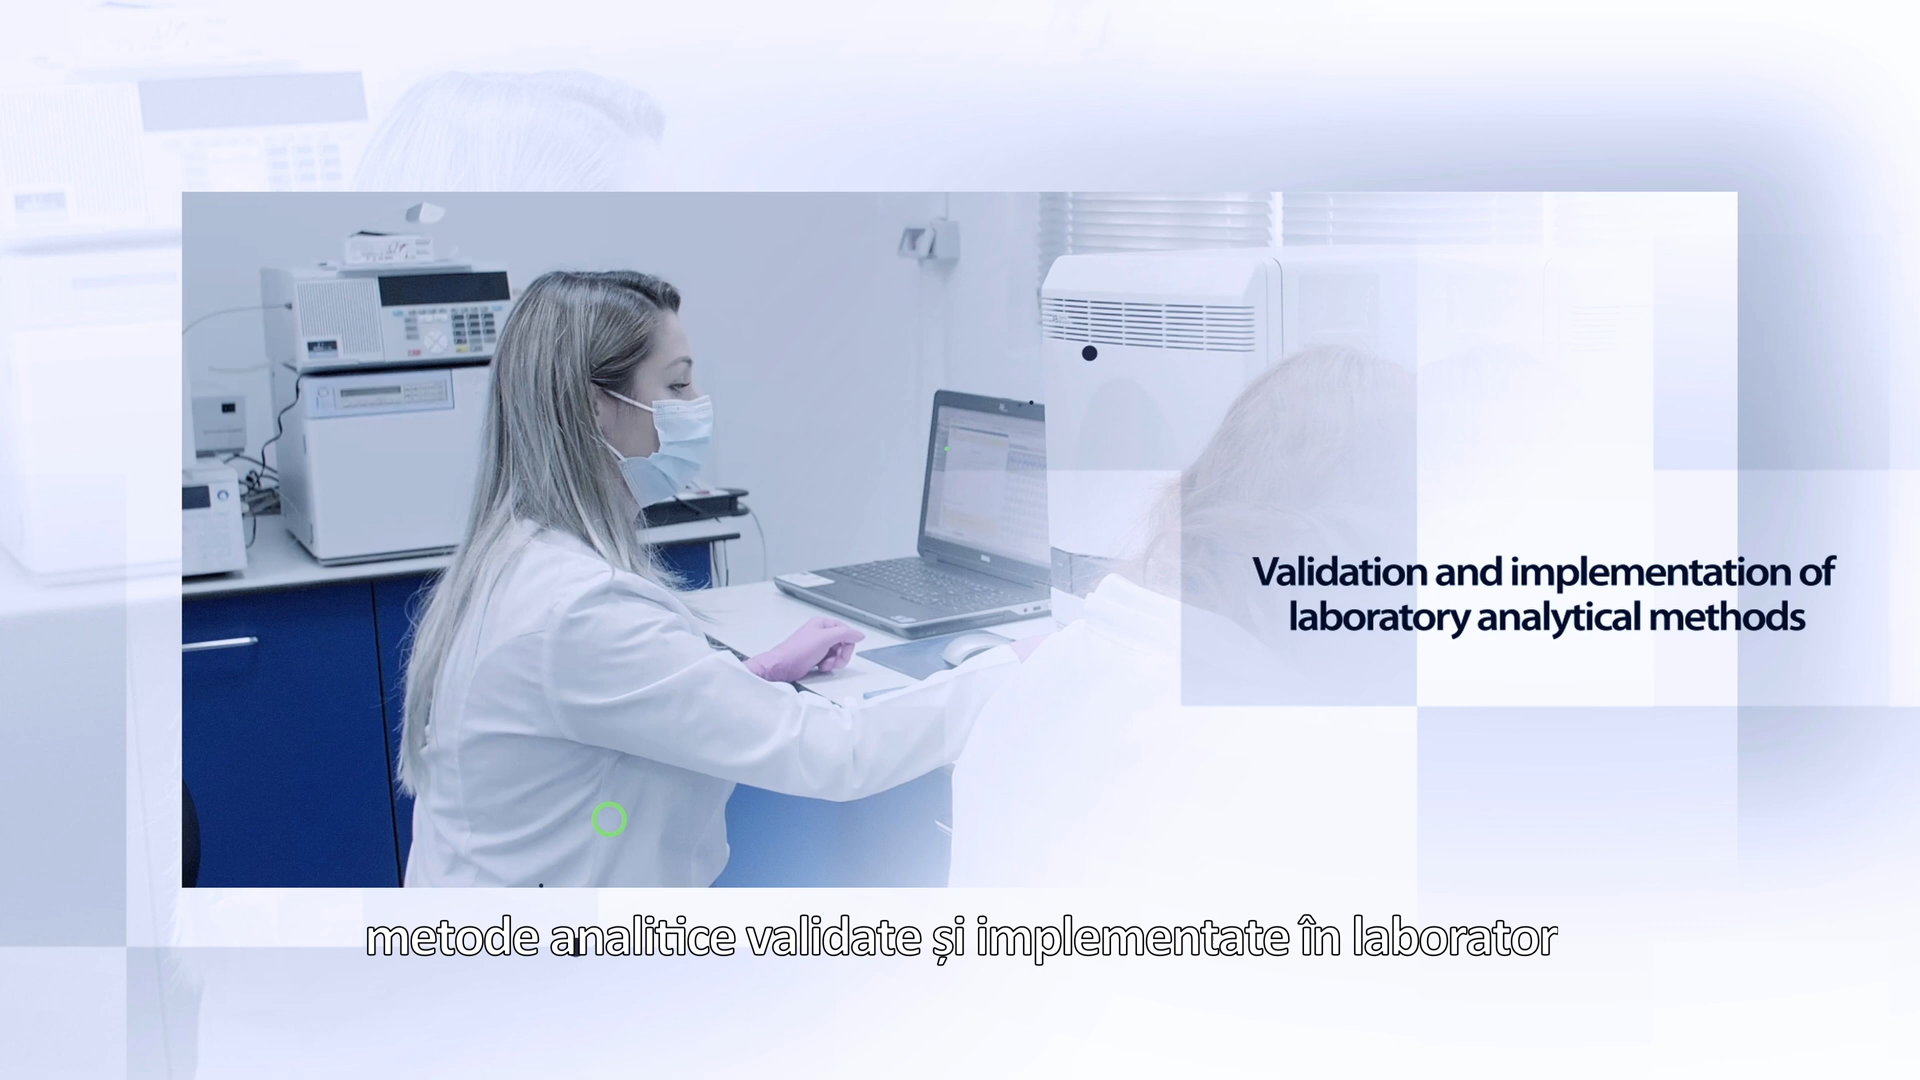 Validation and implementation of
laboratory analytical methods
metode analitice validate și implementate în laborator